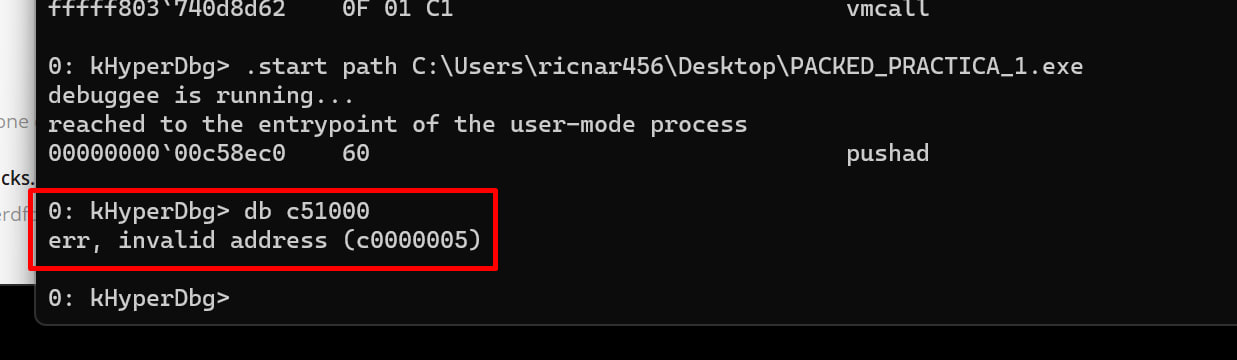 fffff803`740d8d62    0F 01 C1                            vmcall
0: kHyperDbg> .start path C:\Users\ricnar456\Desktop\PACKED_PRACTICA_1.exe
debuggee is running...
one
reached to the entrypoint of the user-mode process
00000000`00c58ec0    60                                  pushad
cks.
0: kHyperDbg> db c51000
err, invalid address (c0000005)
0: kHyperDbg>